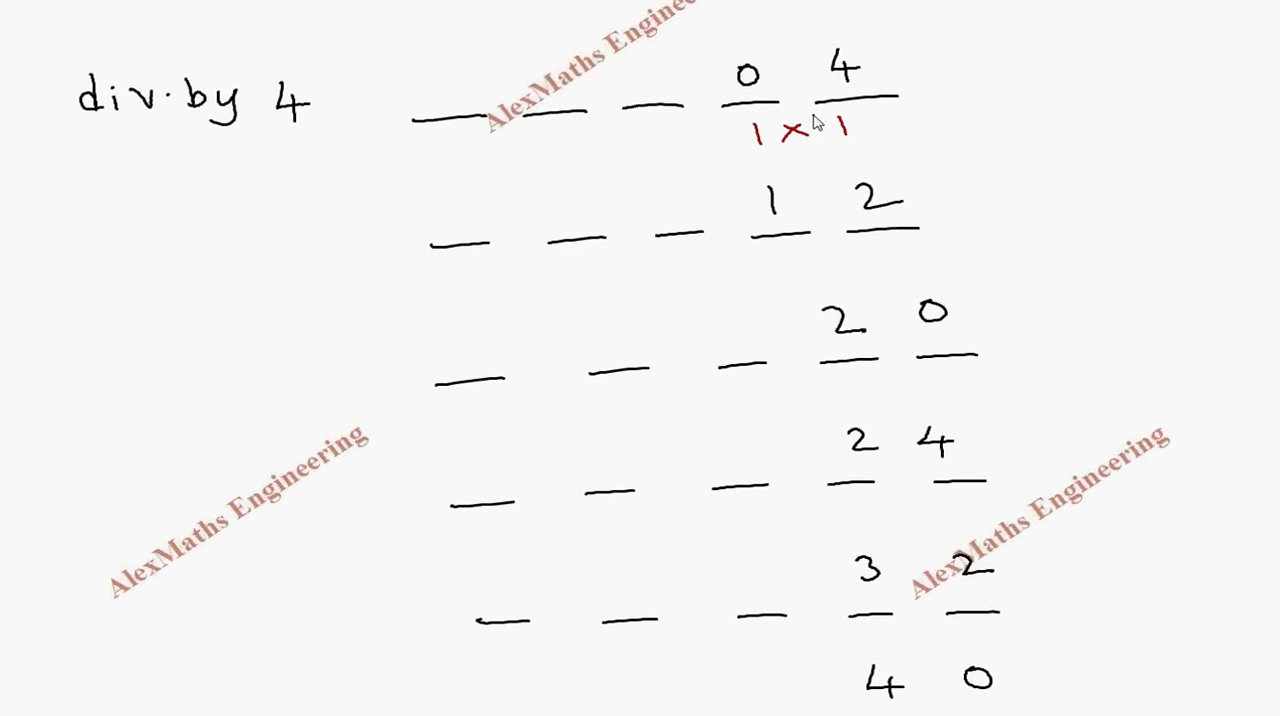 AlexMaths Enginee
div. by 4 0 4
1 × 1
1 2
2 0
2 4
AlexMaths Engineering
AlexMaths Engineering
3 2
4 0